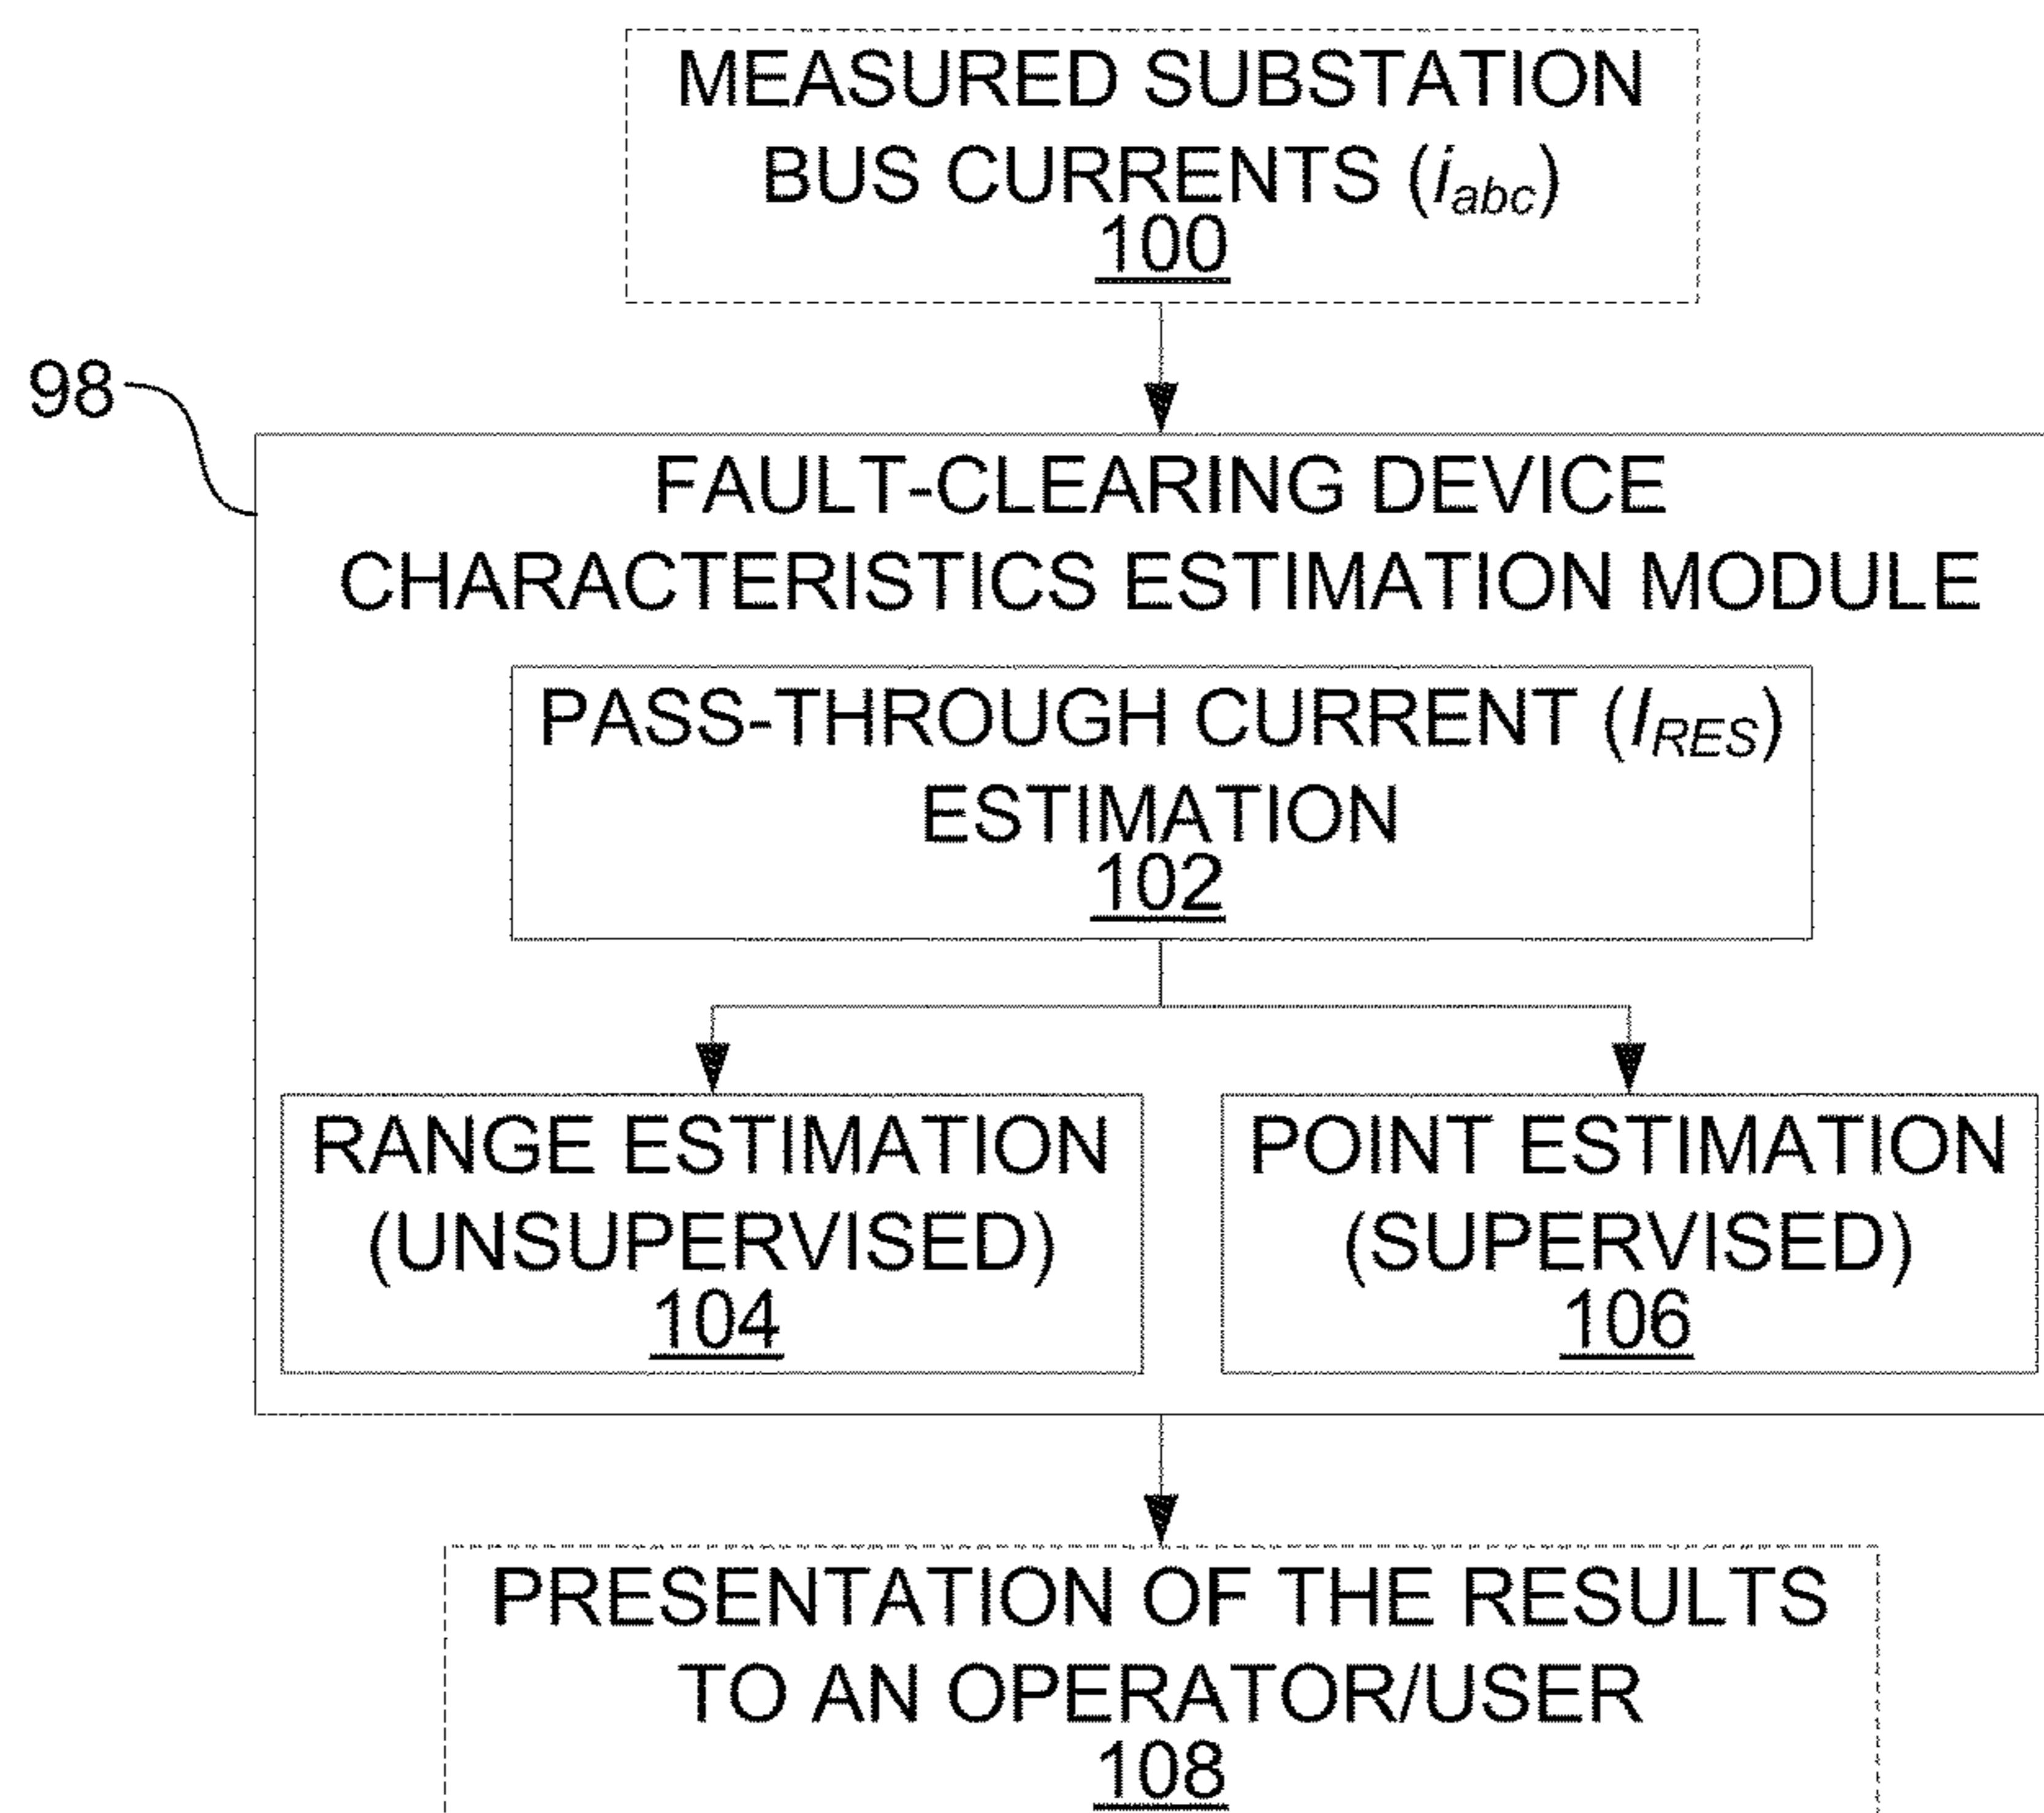 MEASURED SUBSTATION
BUS CURRENTS (iabc)
100
98
FAULT-CLEARING DEVICE
CHARACTERISTICS ESTIMATION MODULE
PASS-THROUGH CURRENT (IRES)
ESTIMATION
102
RANGE ESTIMATION
(UNSUPERVISED)
104
POINT ESTIMATION
(SUPERVISED)
106
PRESENTATION OF THE RESULTS
TO AN OPERATOR/USER
108